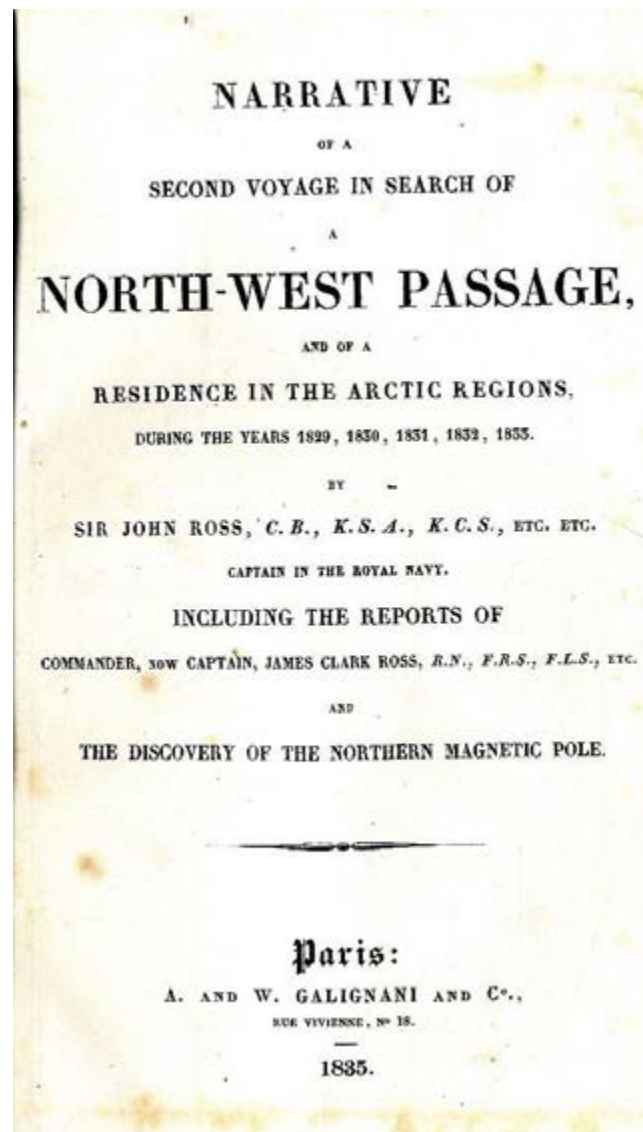 NARRATIVE
OF A
SECOND VOYAGE IN SEARCH OF
A
NORTH-WEST PASSAGE,
AND OF A
RESIDENCE IN THE ARCTIC REGIONS,
DURING THE YEARS 1829, 1830, 1831, 1832, 1833.
BY
SIR JOHN ROSS, C. B., K. S. A., K. C. S., ETC. ETC.
CAPTAIN IN THE ROYAL NAVY.
INCLUDING THE REPORTS OF
COMMANDER, NOW CAPTAIN, JAMES CLARK ROSS, R.N., F.R.S., F.L.S., ETC.
AND
THE DISCOVERY OF THE NORTHERN MAGNETIC POLE.
Paris:
A. AND W. GALIGNANI AND Co.,
RUE VIVIENNE, No 18.
1835.